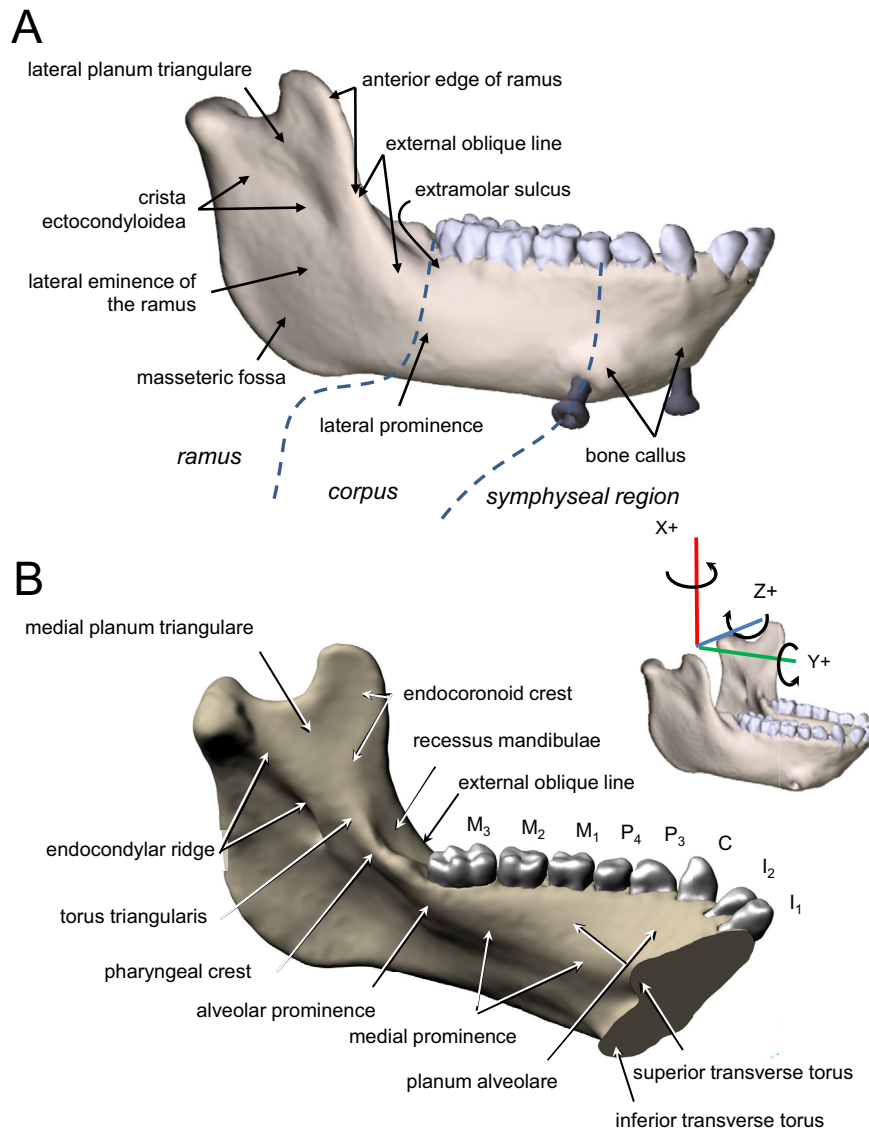 A
lateral planum triangulare
anterior edge of ramus
external oblique line
extramolar sulcus
crista
ectocondyloidea
lateral eminence of
the ramus
masseteric fossa
lateral prominence
bone callus
ramus
corpus
symphyseal region
X+
Z+
Y+
B
medial planum triangulare
endocoronoid crest
recessus mandibulae
external oblique line
M3
M2
M1
P4
P3
C
I2
I1
endocondylar ridge
torus triangularis
pharyngeal crest
alveolar prominence
medial prominence
planum alveolare
superior transverse torus
inferior transverse torus